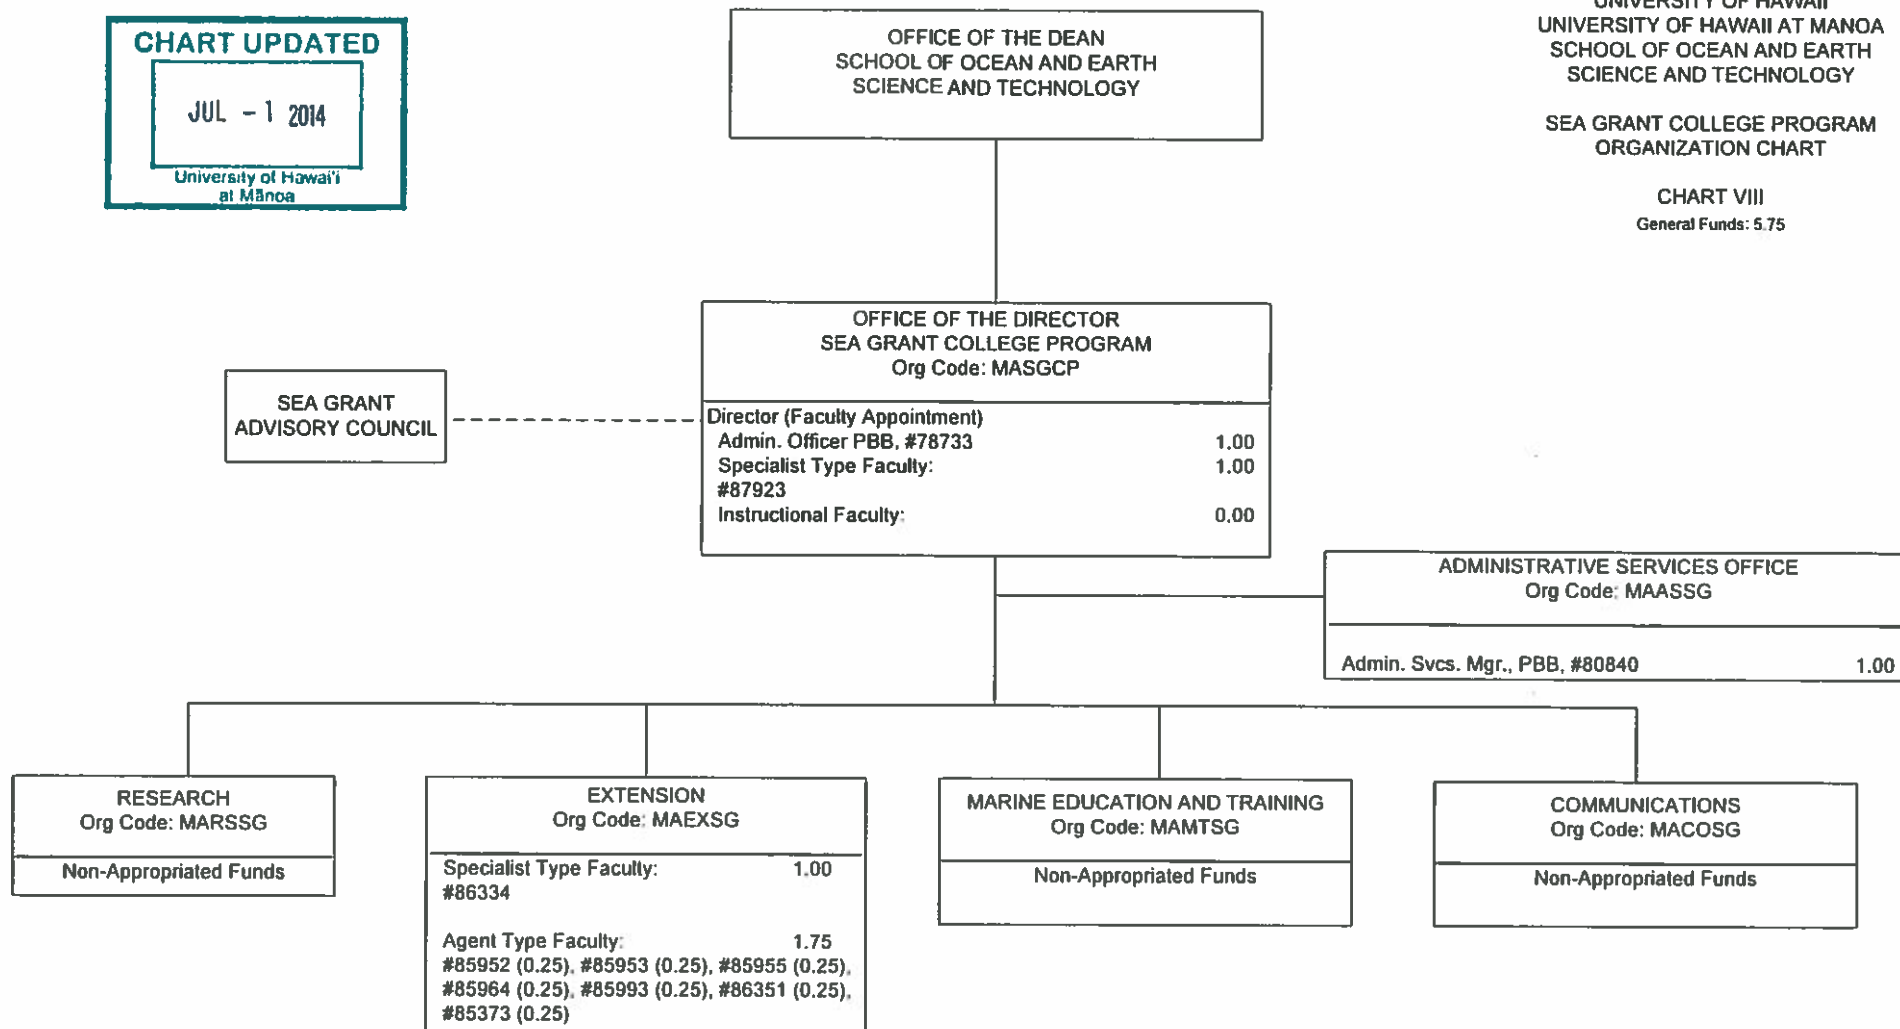 CHART UPDATED
JUL - 1 2014
University of Hawai'i
at Mānoa
OFFICE OF THE DEAN
SCHOOL OF OCEAN AND EARTH
SCIENCE AND TECHNOLOGY
UNIVERSITY OF HAWAII
UNIVERSITY OF HAWAII AT MANOA
SCHOOL OF OCEAN AND EARTH
SCIENCE AND TECHNOLOGY
SEA GRANT COLLEGE PROGRAM
ORGANIZATION CHART
CHART VIII
General Funds: 5.75
OFFICE OF THE DIRECTOR
SEA GRANT COLLEGE PROGRAM
Org Code: MASGCP
SEA GRANT
ADVISORY COUNCIL
Director (Faculty Appointment)
Admin. Officer PBB, #78733 1.00
Specialist Type Faculty: 1.00
#87923
Instructional Faculty: 0.00
ADMINISTRATIVE SERVICES OFFICE
Org Code: MAASSG
Admin. Svcs. Mgr., PBB, #80840 1.00
RESEARCH
Org Code: MARSSG
Non-Appropriated Funds
EXTENSION
Org Code: MAEXSG
Specialist Type Faculty: 1.00
#86334
Agent Type Faculty: 1.75
#85952 (0.25), #85953 (0.25), #85955 (0.25),
#85964 (0.25), #85993 (0.25), #86351 (0.25),
#85373 (0.25)
MARINE EDUCATION AND TRAINING
Org Code: MAMTSG
Non-Appropriated Funds
COMMUNICATIONS
Org Code: MACOSG
Non-Appropriated Funds